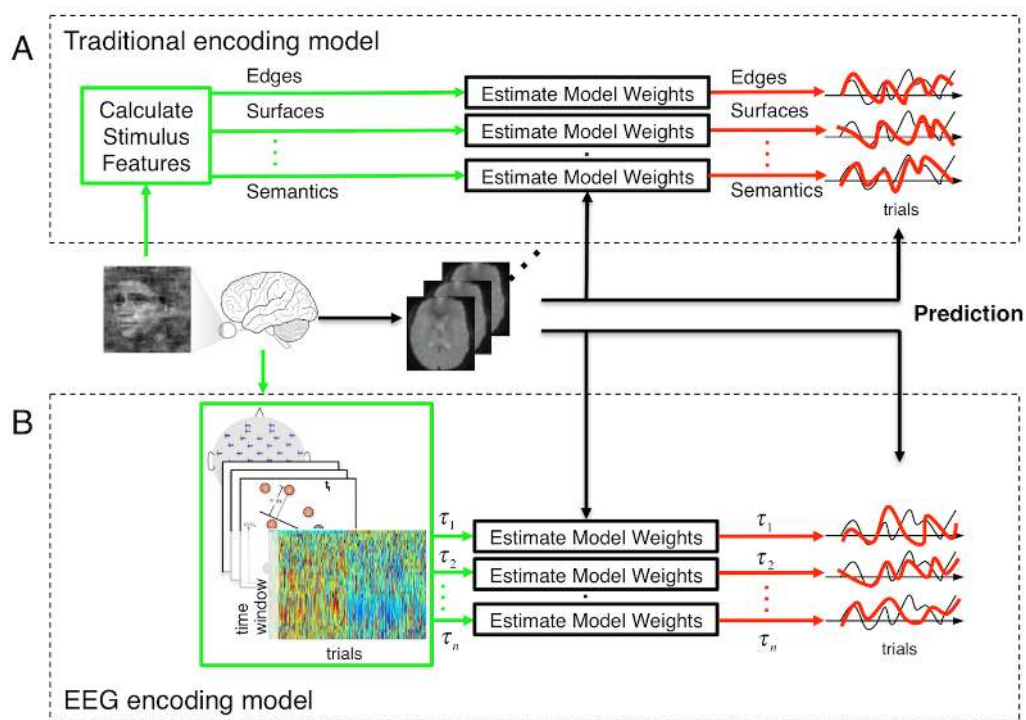 A
Traditional encoding model
Calculate
Stimulus
Features
Edges
Surfaces
Semantics
Estimate Model Weights
Estimate Model Weights
Estimate Model Weights
Edges
Surfaces
Semantics
trials
Prediction
B
time
window
trials
τ₁
τ₂
τₙ
Estimate Model Weights
Estimate Model Weights
Estimate Model Weights
τ₁
τ₂
τₙ
trials
EEG encoding model